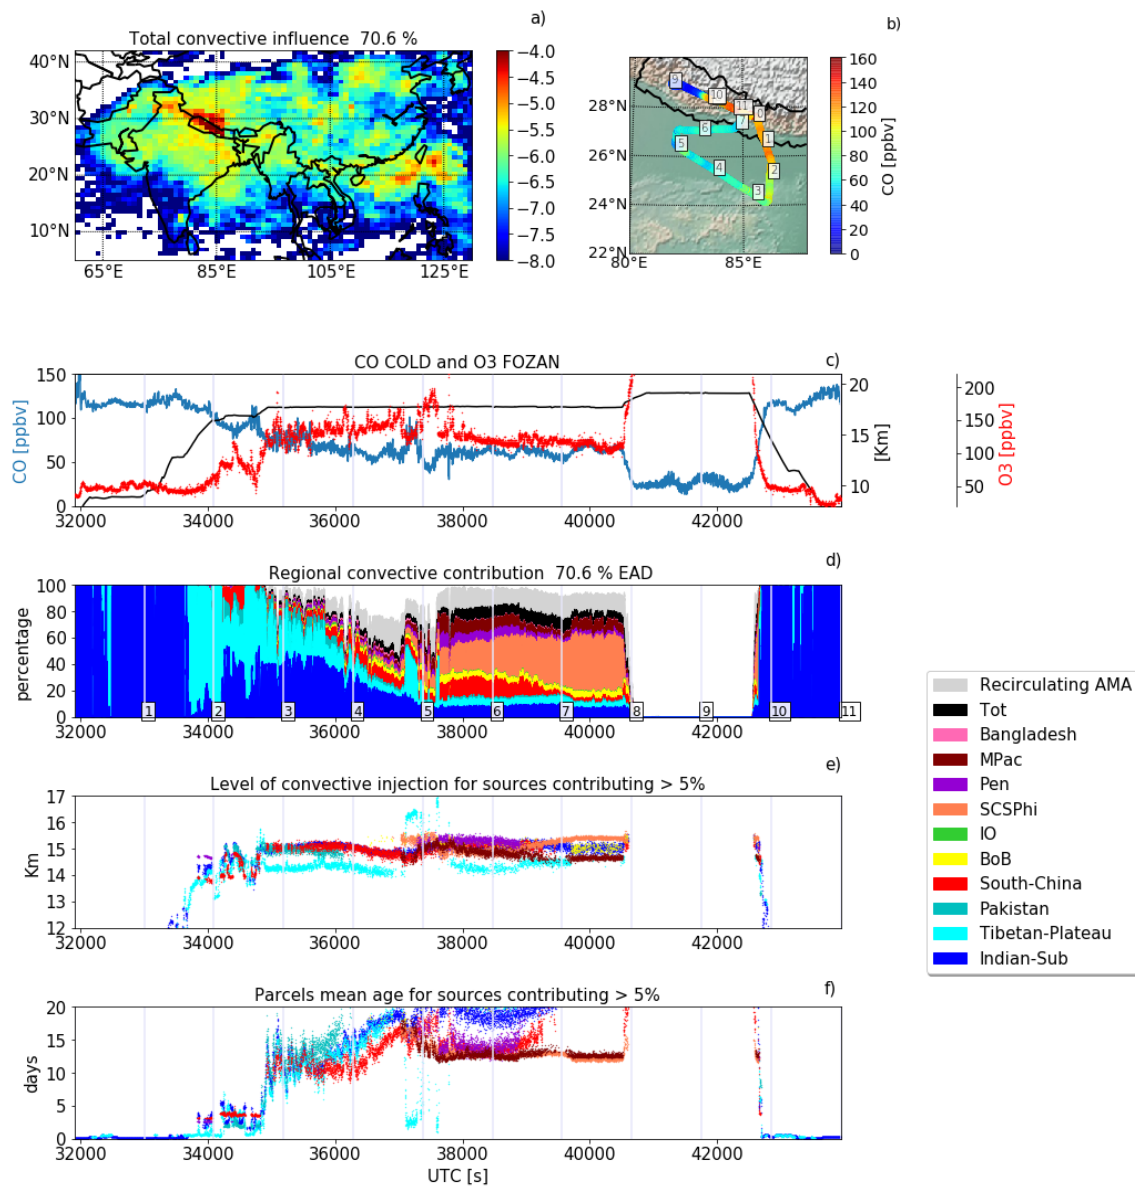 a)
Total convective influence 70.6 %
40°N
30°N
20°N
10°N
65°E 85°E 105°E 125°E
−4.0
−4.5
−5.0
−5.5
−6.0
−6.5
−7.0
−7.5
−8.0
b)
28°N
26°N
24°N
22°N
80°E 85°E
9 10 11 0
7 6 1
5 4 2
3
160
140
120
100
80
60
40
20
0
CO [ppbv]
CO COLD and O3 FOZAN c)
CO [ppbv]
150
100
50
0
20
15
10
[Km]
200
150
100
50
O3 [ppbv]
32000 34000 36000 38000 40000 42000
d)
Regional convective contribution 70.6 % EAD
percentage
100
80
60
40
20
0
1 2 3 4 5 6 7 8 9 10 11
32000 34000 36000 38000 40000 42000
Recirculating AMA
Tot
Bangladesh
MPac
Pen
SCSPhi
IO
BoB
South-China
Pakistan
Tibetan-Plateau
Indian-Sub
e)
Level of convective injection for sources contributing > 5%
Km
17
16
15
14
13
12
32000 34000 36000 38000 40000 42000
Parcels mean age for sources contributing > 5% f)
days
20
15
10
5
0
32000 34000 36000 38000 40000 42000
UTC [s]